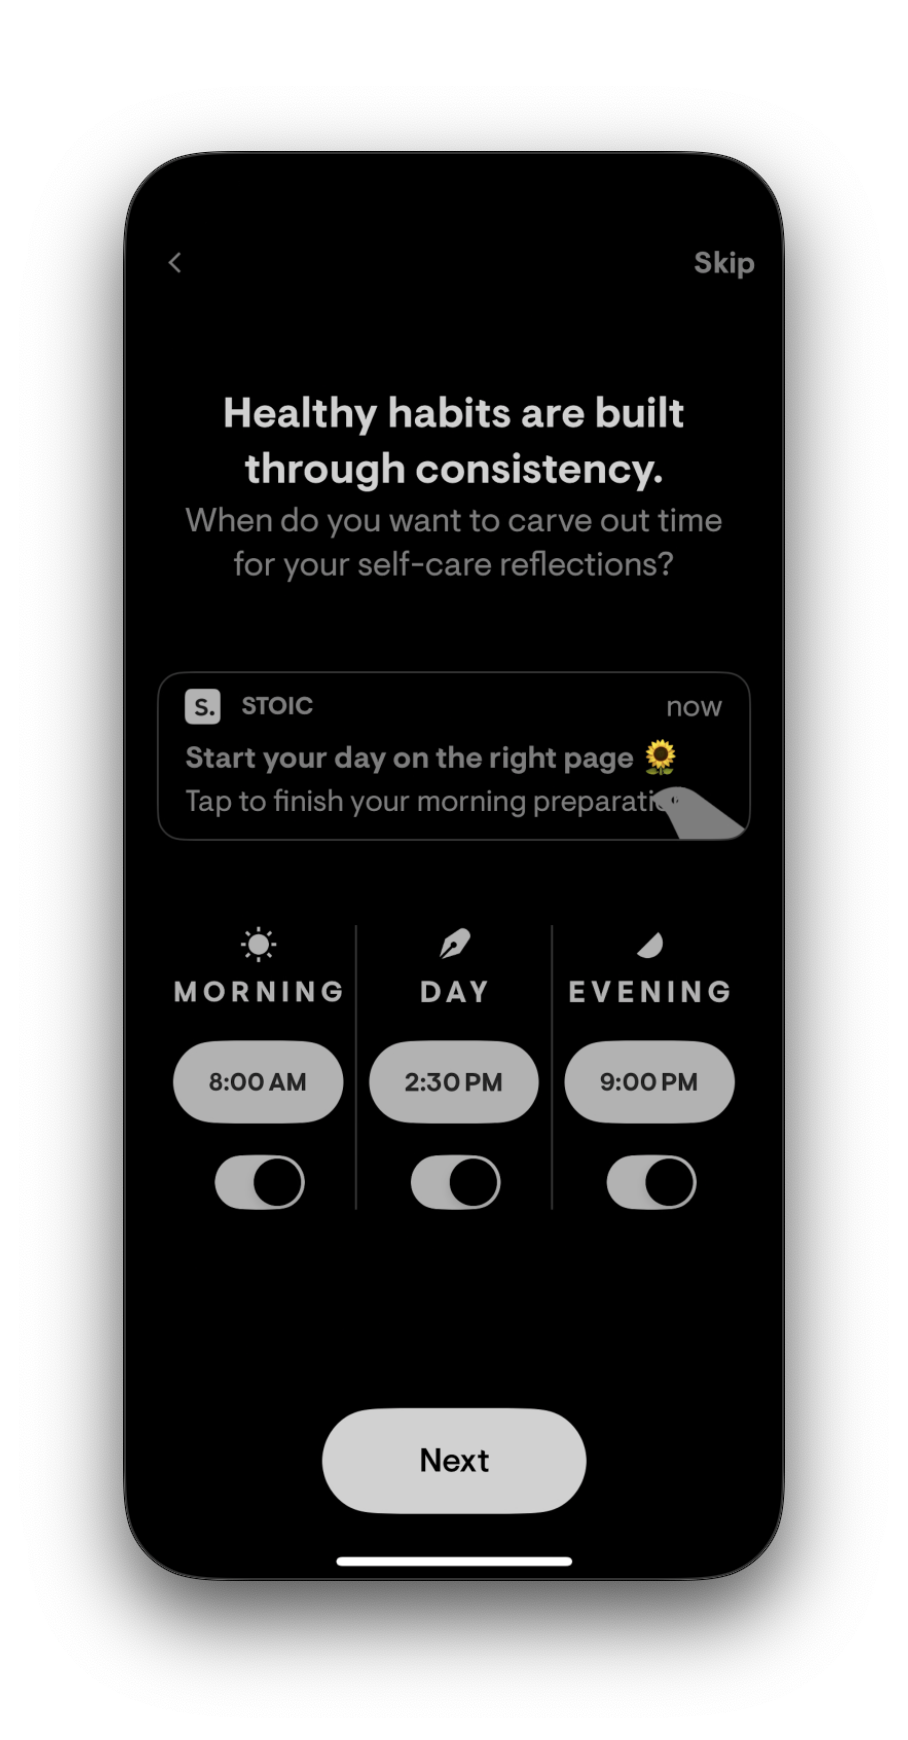 Skip
Healthy habits are built
through consistency.
When do you want to carve out time
for your self-care reflections?
S. STOIC now
Start your day on the right page 🌻
Tap to finish your morning
MORNING DAY EVENING
8:00 AM 2:30 PM 9:00 PM
Next